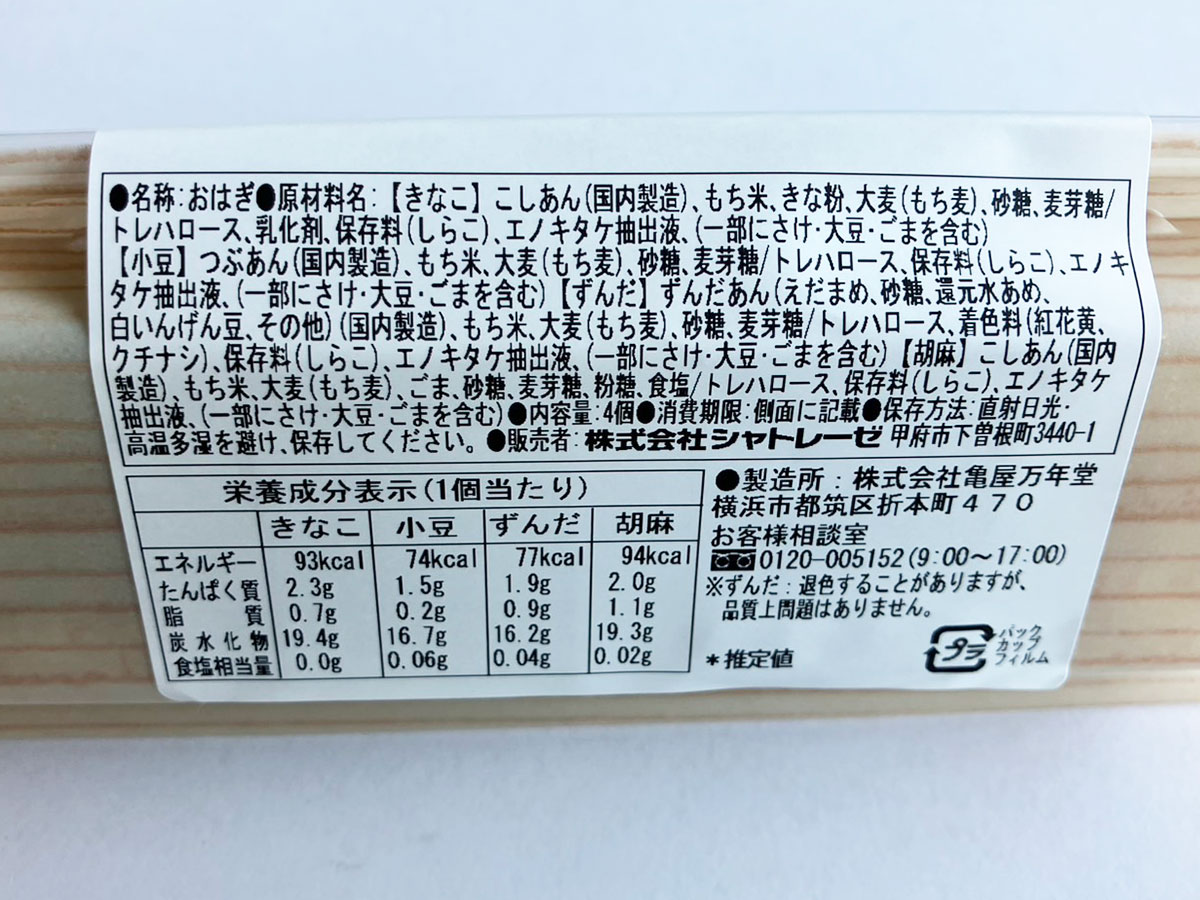 ●名称:おはぎ●原材料名:【きなこ】こしあん(国内製造)、もち米、きな粉、大麦(もち麦)、砂糖、麦芽糖/
トレハロース、乳化剤、保存料(しらこ)、エノキタケ抽出液、(一部にさけ・大豆・ごまを含む)
【小豆】つぶあん(国内製造)、もち米、大麦(もち麦)、砂糖、麦芽糖/トレハロース、保存料(しらこ)、エノキ
タケ抽出液、(一部にさけ・大豆・ごまを含む)【ずんだ】ずんだあん(えだまめ、砂糖、還元水あめ、
白いんげん豆、その他)(国内製造)、もち米、大麦(もち麦)、砂糖、麦芽糖/トレハロース、着色料(紅花黄、
クチナシ)、保存料(しらこ)、エノキタケ抽出液、(一部にさけ・大豆・ごまを含む)【胡麻】こしあん(国内
製造)、もち米、大麦(もち麦)、ごま、砂糖、麦芽糖、粉糖、食塩/トレハロース、保存料(しらこ)、エノキタケ
抽出液、(一部にさけ・大豆・ごまを含む)●内容量:4個●消費期限:側面に記載●保存方法:直射日光・
高温多湿を避け、保存してください。●販売者:株式会社シャトレーゼ 甲府市下曽根町3440-1
栄養成分表示(1個当たり)
きなこ 小豆 ずんだ 胡麻
エネルギー 93kcal 74kcal 77kcal 94kcal
たんぱく質 2.3g 1.5g 1.9g 2.0g
脂質 0.7g 0.2g 0.9g 1.1g
炭水化物 19.4g 16.7g 16.2g 19.3g
食塩相当量 0.0g 0.06g 0.04g 0.02g
●製造所:株式会社亀屋万年堂
横浜市都筑区折本町470
お客様相談室
0120-005152(9:00〜17:00)
※ずんだ:退色することがありますが、
品質上問題はありません。
*推定値
プラ
パック
カップ
フィルム